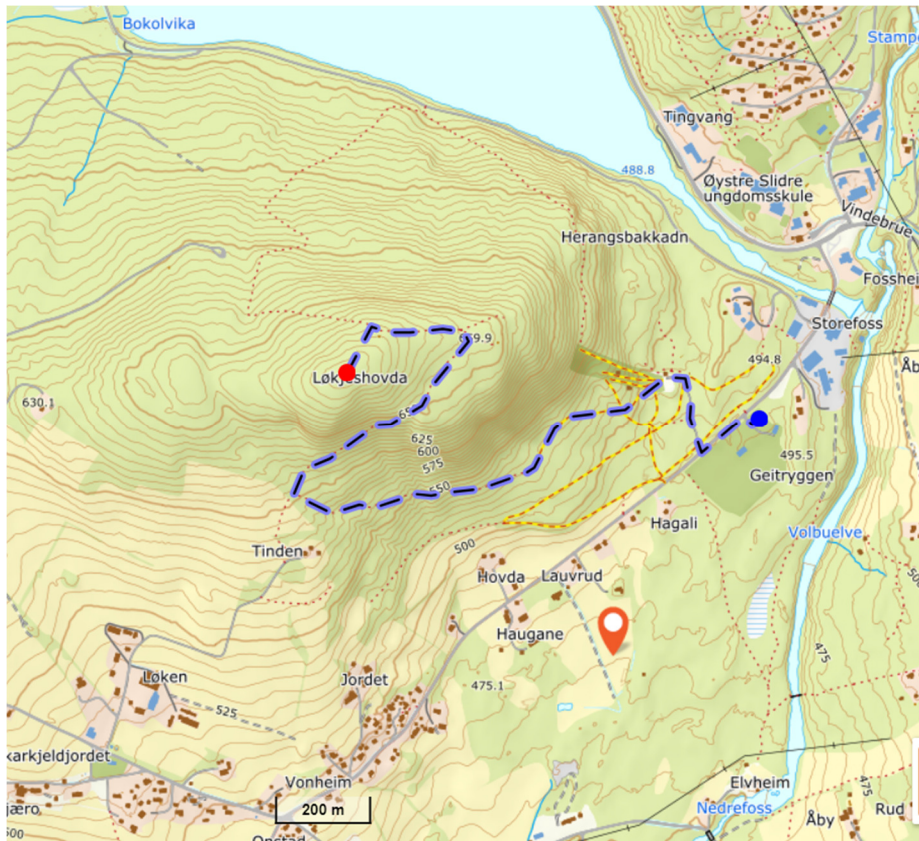 Bokolvika
Stamp
Tingvang
488.8
Øystre Slidre
ungdomsskule
Vindebrue
Herangsbakkadn
Fosshei
Storefoss
494.8
Løkjeshovda
630.1
625
600
575
550
495.5
Geitryggen
500
Hagali
Volbuelve
Tinden
Hovda
Lauvrud
Haugane
475
Løken
Jordet
475.1
525
karkjeldjordet
Vonheim
Elvheim
475
jæro
200 m
Nedrefoss
Åby
Rud
500